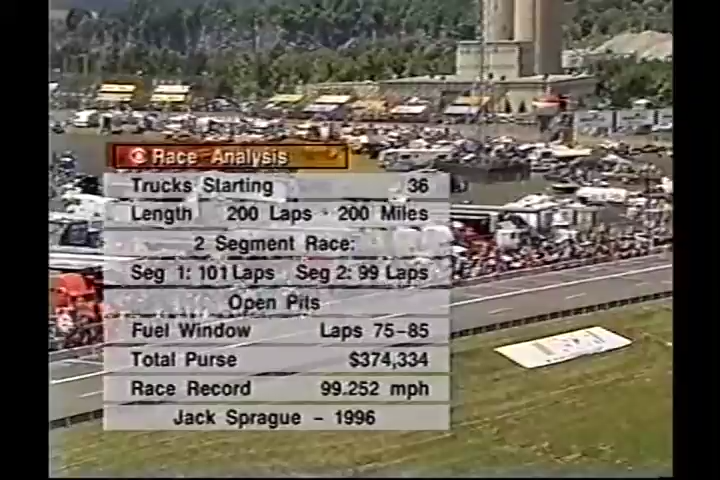 Race Analysis
Trucks Starting 36
Length 200 Laps - 200 Miles
2 Segment Race:
Seg 1: 101 Laps Seg 2: 99 Laps
Open Pits
Fuel Window Laps 75-85
Total Purse $374,334
Race Record 99.252 mph
Jack Sprague - 1996